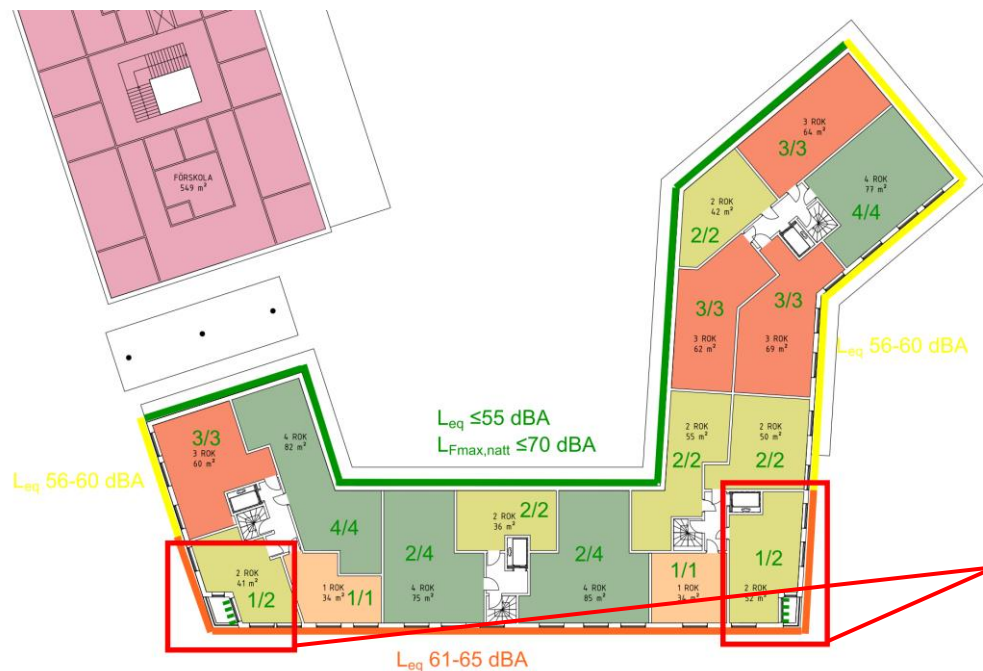 3 ROK
64 m²
3/3
FÖRSKOLA
549 m²
4 ROK
77 m²
4/4
2 ROK
42 m²
2/2
3/3
3 ROK
62 m²
3/3
3 ROK
69 m²
Leq 56-60 dBA
Leq ≤55 dBA
LFmax,natt ≤70 dBA
3/3
3 ROK
60 m²
4 ROK
82 m²
4/4
Leq 56-60 dBA
2 ROK
55 m²
2/2
2 ROK
50 m²
2/2
2 ROK
36 m²
2/2
2/4
4 ROK
75 m²
2/4
4 ROK
85 m²
2 ROK
41 m²
1/2
1 ROK
34 m²
1/1
1/1
1 ROK
34 m²
1/2
2 ROK
52 m²
Leq 61-65 dBA